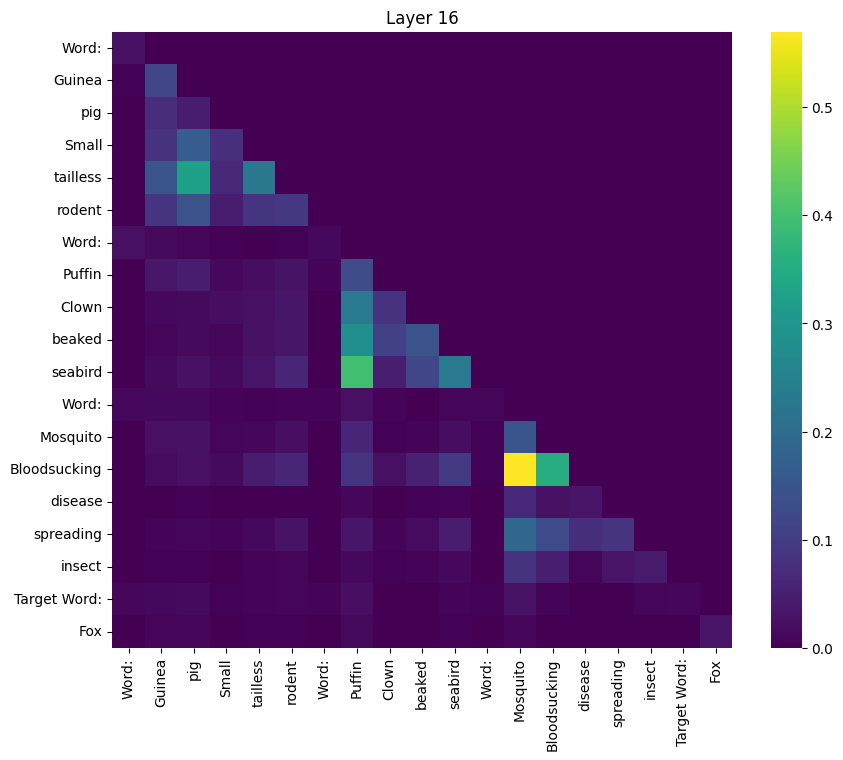 Layer 16
Word:
Guinea
pig
Small
tailless
rodent
Word:
Puffin
Clown
beaked
seabird
Word:
Mosquito
Bloodsucking
disease
spreading
insect
Target Word:
Fox
0.5
0.4
0.3
0.2
0.1
0.0
Word:
Guinea
pig
Small
tailless
rodent
Word:
Puffin
Clown
beaked
seabird
Word:
Mosquito
Bloodsucking
disease
spreading
insect
Target Word:
Fox